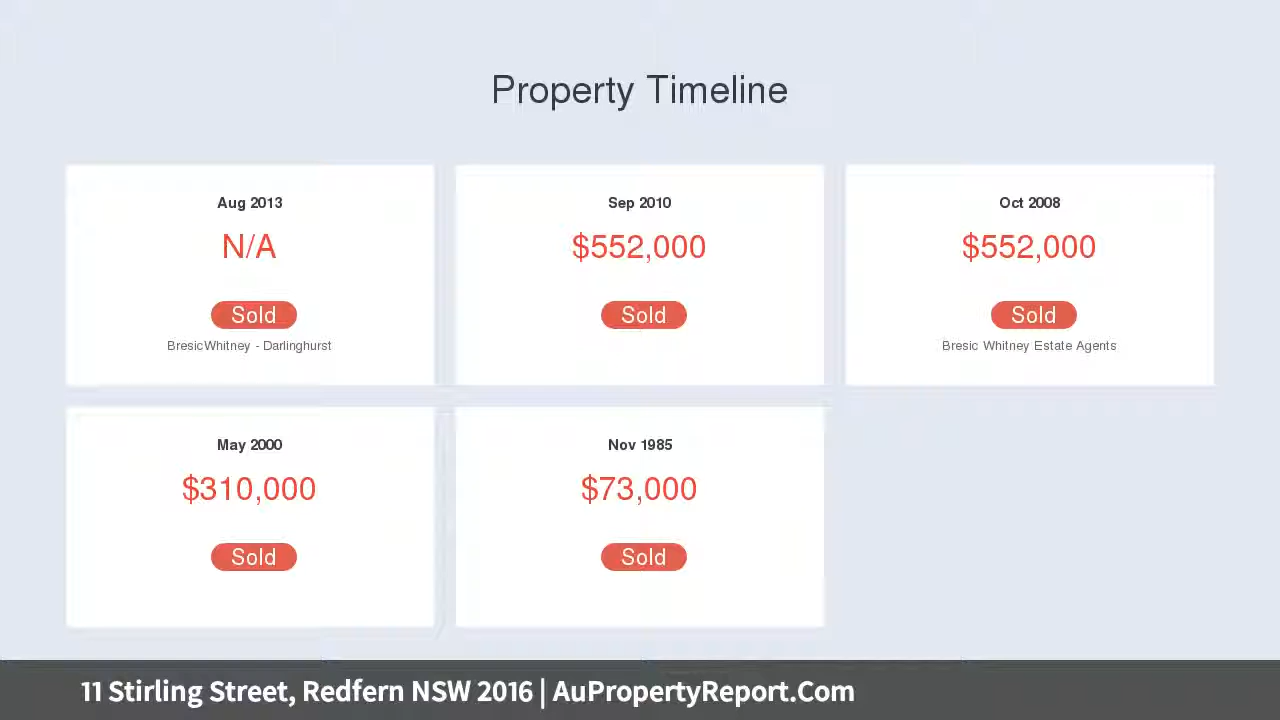 Property Timeline
Aug 2013
N/A
Sold
BresicWhitney - Darlinghurst
Sep 2010
$552,000
Sold
Oct 2008
$552,000
Sold
Bresic Whitney Estate Agents
May 2000
$310,000
Sold
Nov 1985
$73,000
Sold
11 Stirling Street, Redfern NSW 2016 | AuPropertyReport.Com